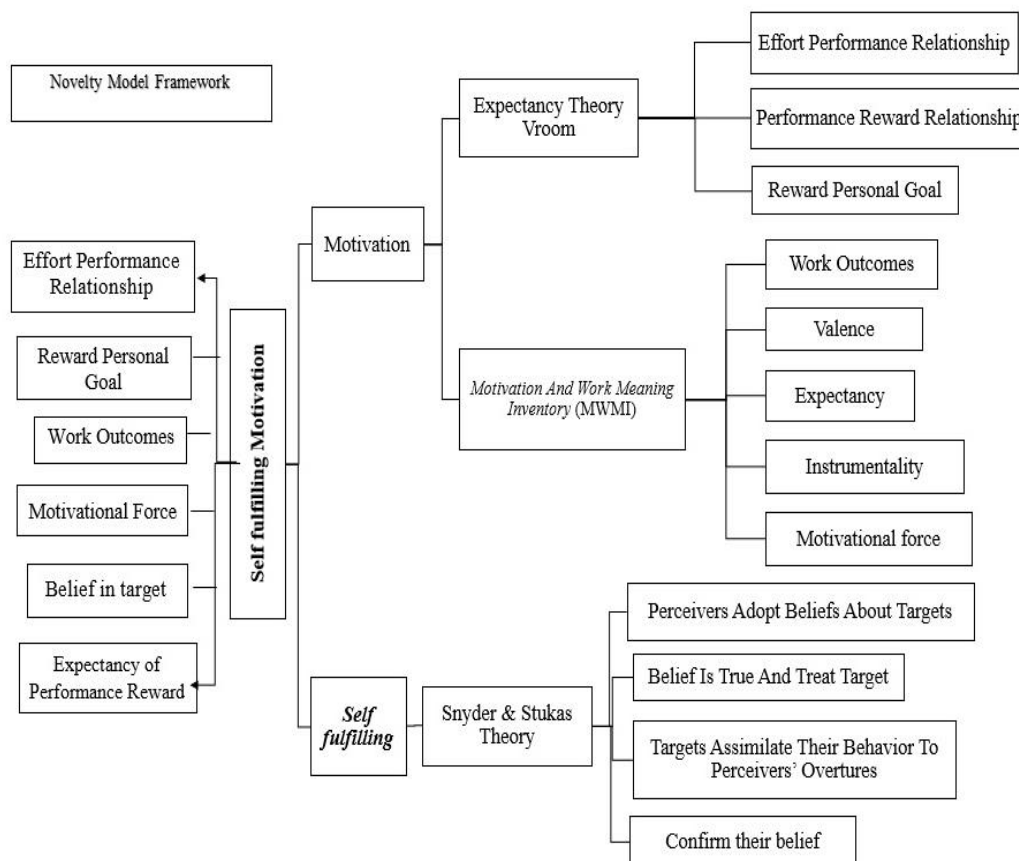 Novelty Model Framework
Effort Performance
Relationship
Reward Personal
Goal
Work Outcomes
Motivational Force
Belief in target
Expectancy of
Performance Reward
Self fulfilling Motivation
Motivation
Self
fulfilling
Expectancy Theory
Vroom
Motivation And Work Meaning
Inventory (MWMI)
Snyder & Stukas
Theory
Effort Performance Relationship
Performance Reward Relationship
Reward Personal Goal
Work Outcomes
Valence
Expectancy
Instrumentality
Motivational force
Perceivers Adopt Beliefs About Targets
Belief Is True And Treat Target
Targets Assimilate Their Behavior To
Perceivers’ Overtures
Confirm their belief